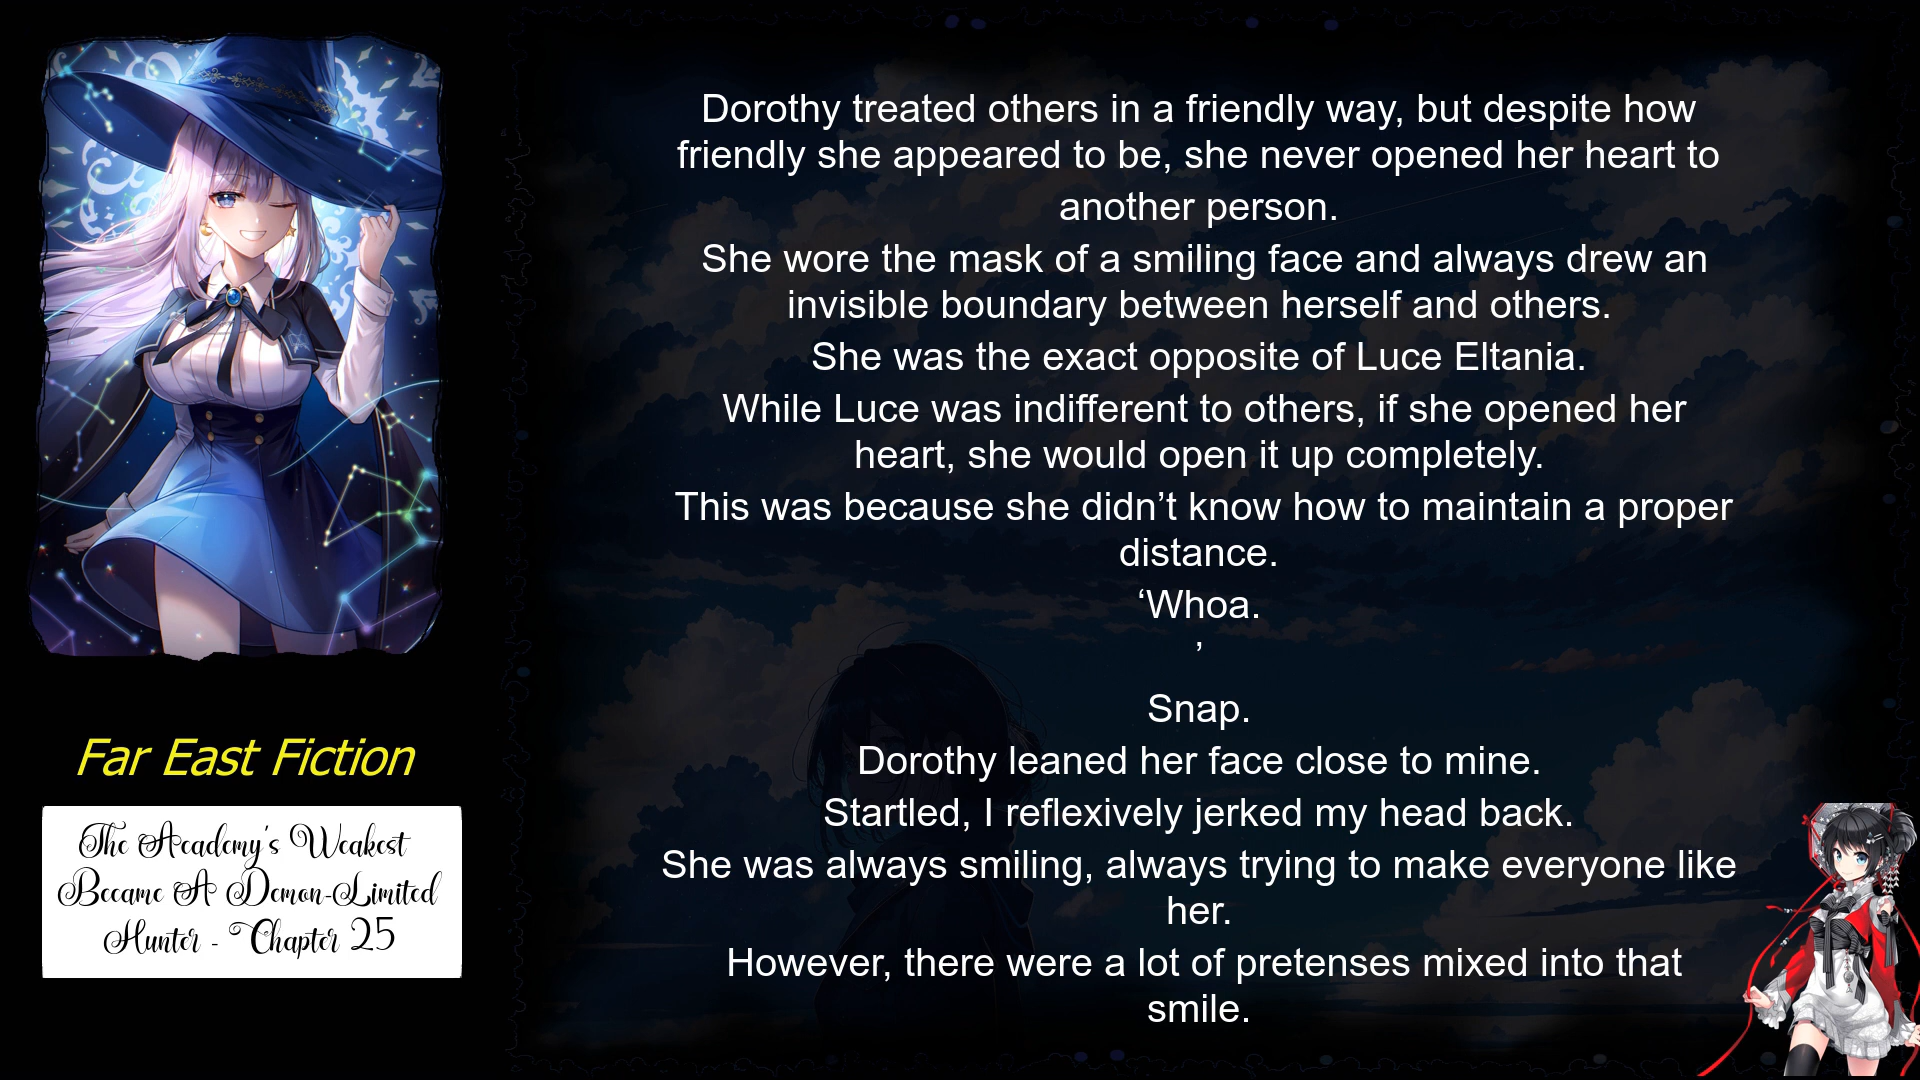 Dorothy treated others in a friendly way, but despite how
friendly she appeared to be, she never opened her heart to
another person.
She wore the mask of a smiling face and always drew an
invisible boundary between herself and others.
She was the exact opposite of Luce Eltania.
While Luce was indifferent to others, if she opened her
heart, she would open it up completely.
This was because she didn’t know how to maintain a proper
distance.
‘Whoa.
’
Snap.
Dorothy leaned her face close to mine.
Startled, I reflexively jerked my head back.
She was always smiling, always trying to make everyone like
her.
However, there were a lot of pretenses mixed into that
smile.
Far East Fiction
The Academy's Weakest
Became A Demon-Limited
Hunter - Chapter 25